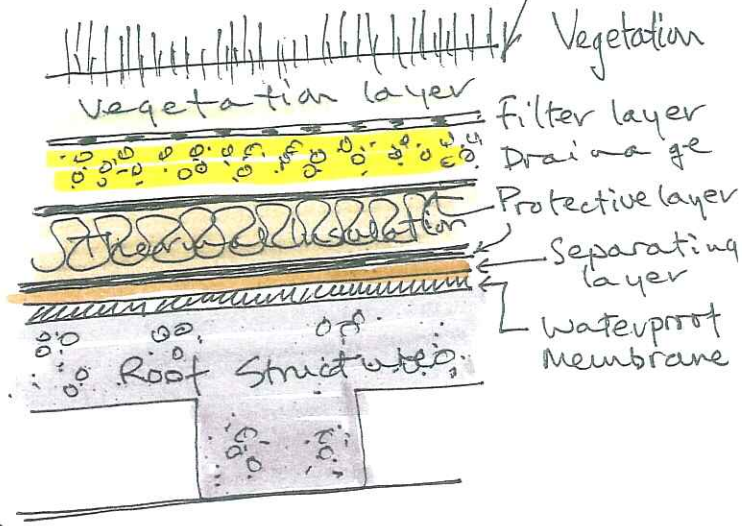 Vegetation
Vegetation layer
Filter layer
Drainage
Thermal Insulation
Protective layer
Separating
layer
Waterproof
Membrane
Roof Structure